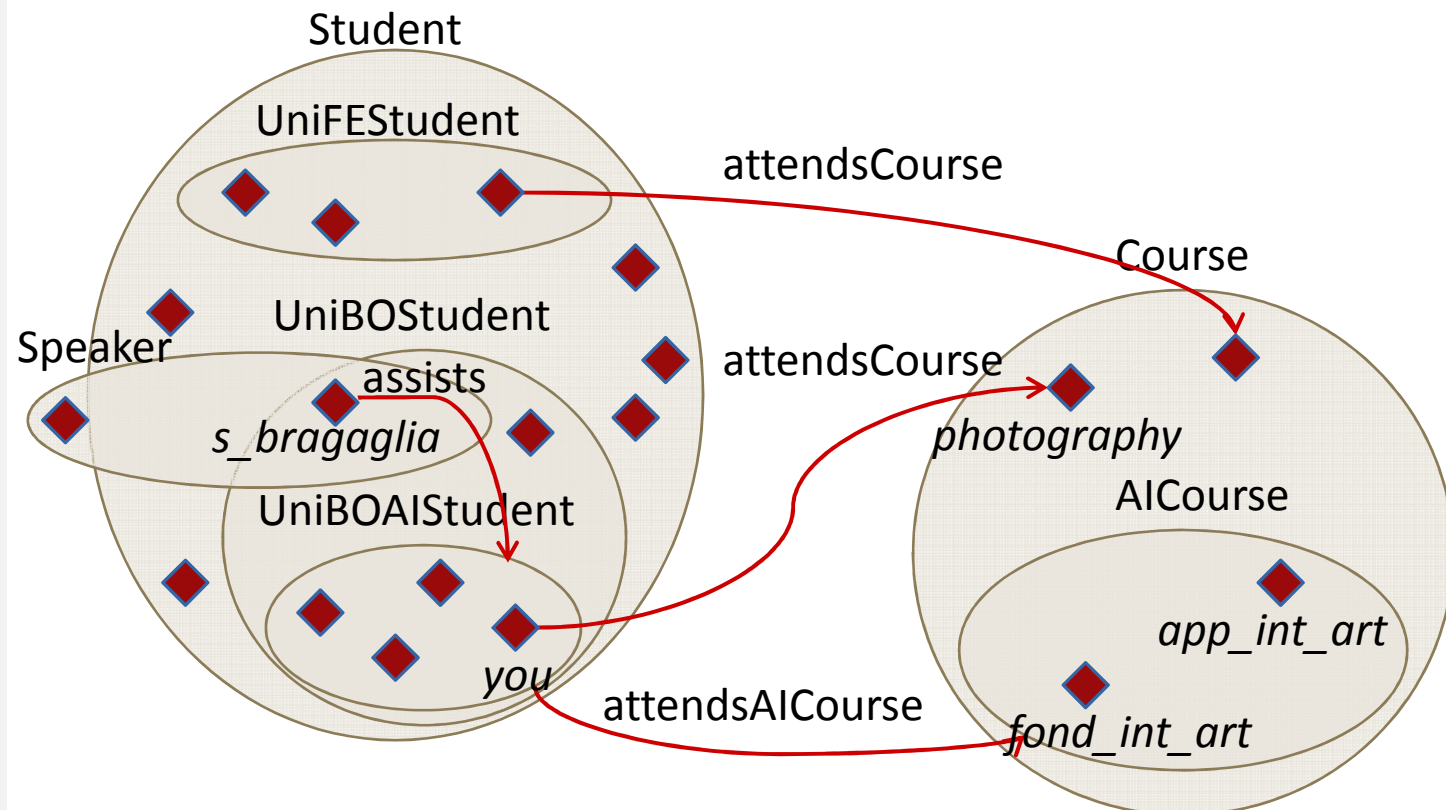 Student
UniFEStudent
attendsCourse
Course
UniBOStudent
Speaker
assists
attendsCourse
s_bragaglia
photography
UniBOAIStudent
AICourse
app_int_art
you
attendsAICourse
fond_int_art